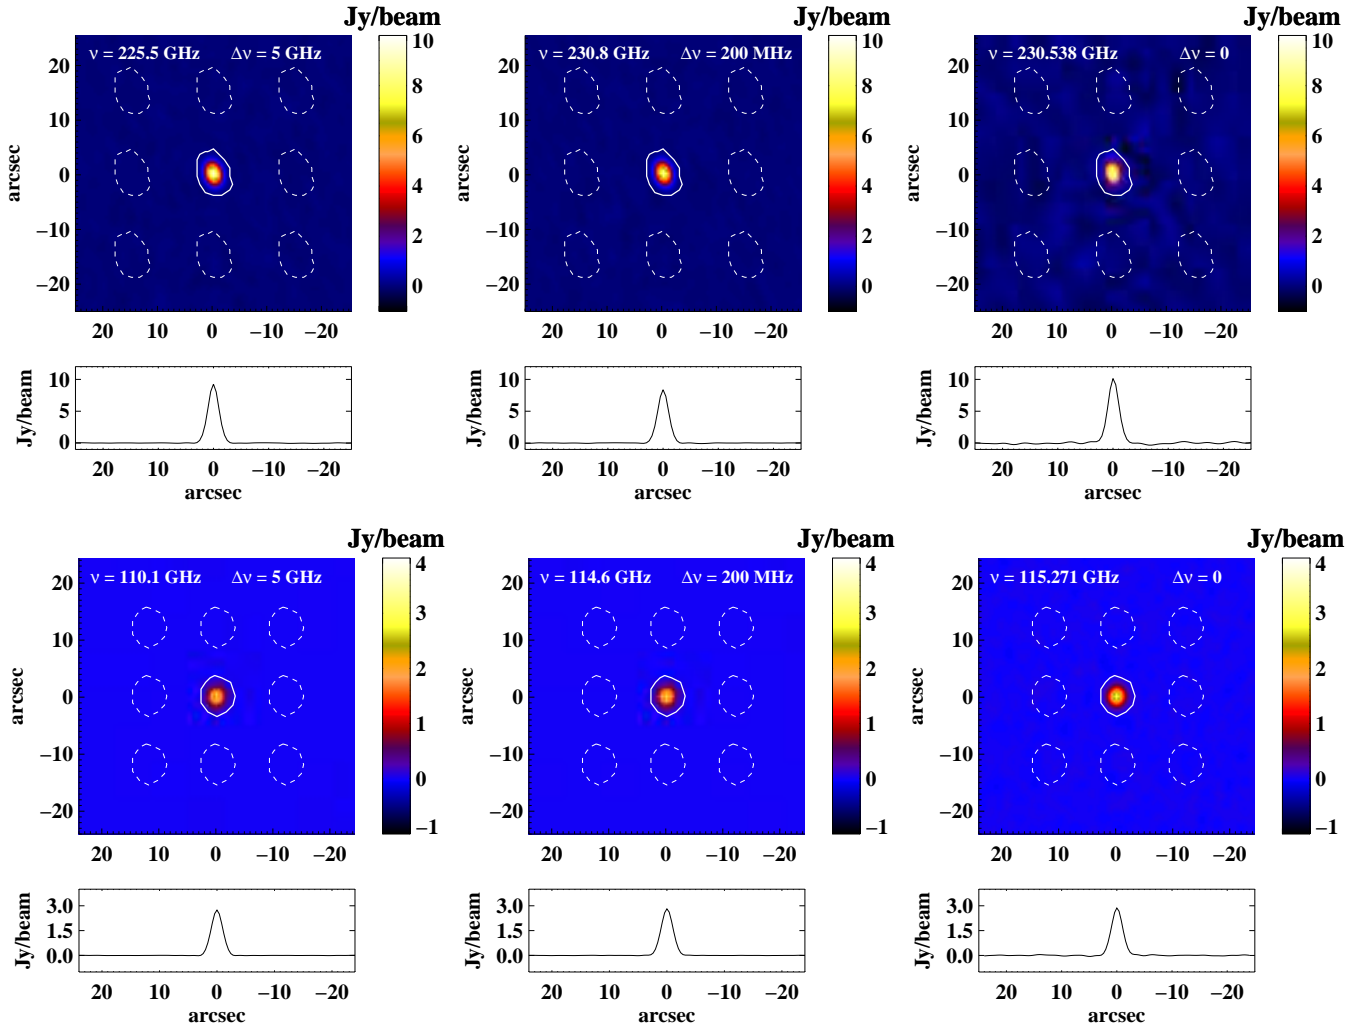 Jy/beam Jy/beam Jy/beam
ν = 225.5 GHz Δν = 5 GHz
ν = 230.8 GHz Δν = 200 MHz
ν = 230.538 GHz Δν = 0
arcsec
20
10
0
−10
−20
20 10 0 −10 −20
10
8
6
4
2
0
arcsec
20
10
0
−10
−20
20 10 0 −10 −20
10
8
6
4
2
0
arcsec
20
10
0
−10
−20
20 10 0 −10 −20
10
8
6
4
2
0
Jy/beam
10
5
0
20 10 0 −10 −20
arcsec
Jy/beam
10
5
0
20 10 0 −10 −20
arcsec
Jy/beam
10
5
0
20 10 0 −10 −20
arcsec
Jy/beam Jy/beam Jy/beam
ν = 110.1 GHz Δν = 5 GHz
ν = 114.6 GHz Δν = 200 MHz
ν = 115.271 GHz Δν = 0
arcsec
20
10
0
−10
−20
20 10 0 −10 −20
4
3
2
1
0
−1
arcsec
20
10
0
−10
−20
20 10 0 −10 −20
4
3
2
1
0
−1
arcsec
20
10
0
−10
−20
20 10 0 −10 −20
4
3
2
1
0
−1
Jy/beam
3.0
1.5
0.0
20 10 0 −10 −20
arcsec
Jy/beam
3.0
1.5
0.0
20 10 0 −10 −20
arcsec
Jy/beam
3.0
1.5
0.0
20 10 0 −10 −20
arcsec